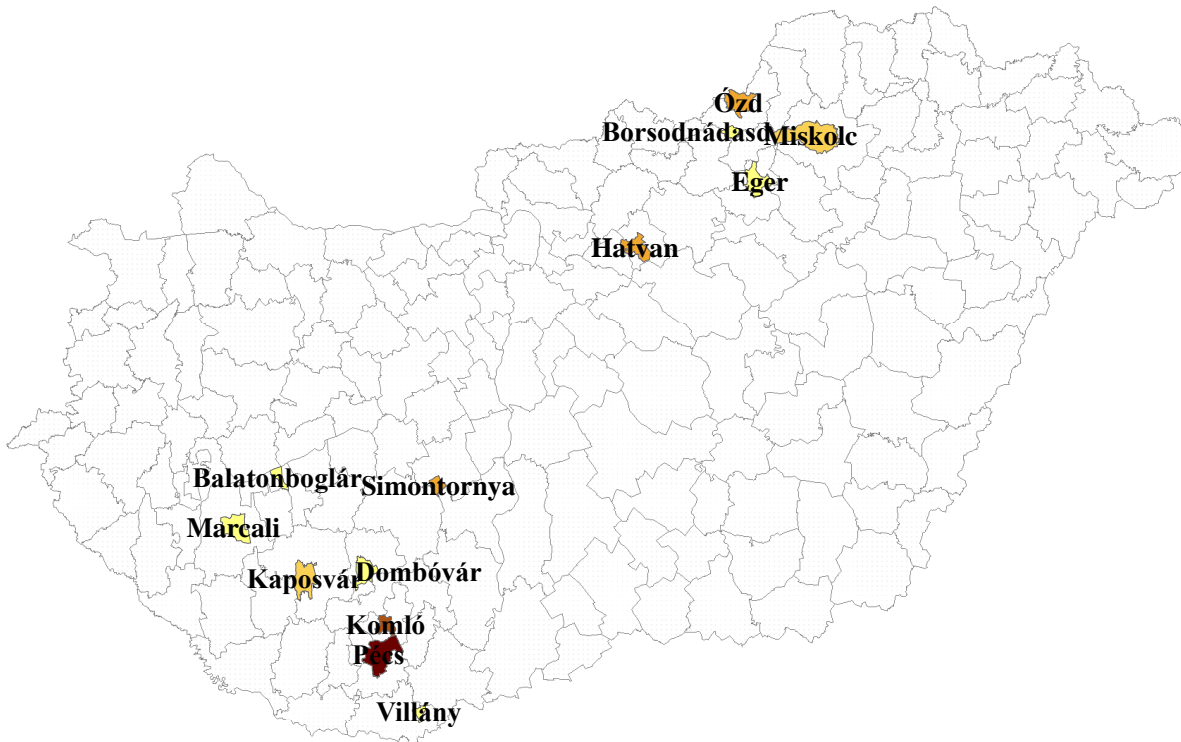 Ózd
Borsodnádasd
Miskolc
Eger
Hatvan
Balatonboglár
Simontornya
Marcali
Kaposvár
Dombóvár
Komló
Pécs
Villány